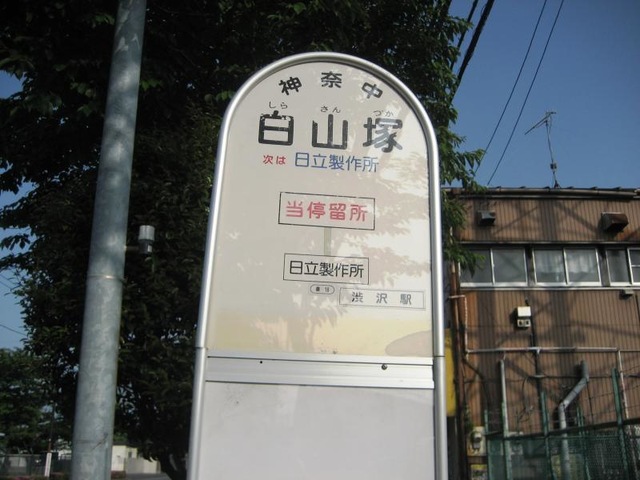 神奈中
しら さん づか
白山塚
次は 日立製作所
当停留所
日立製作所
渋沢駅